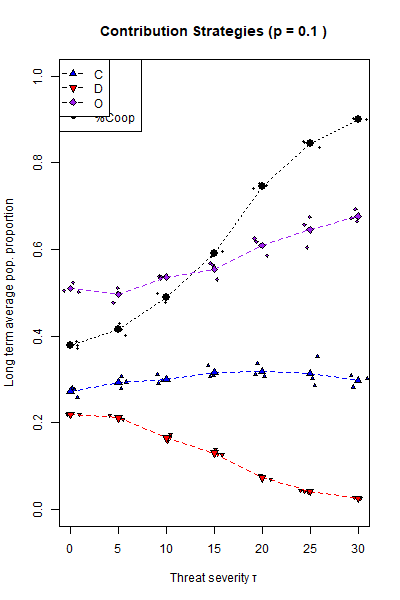 Contribution Strategies (p = 0.1 )
C
D
O
%Coop
Long term average pop. proportion
1.0
0.8
0.6
0.4
0.2
0.0
0 5 10 15 20 25 30
Threat severity τ